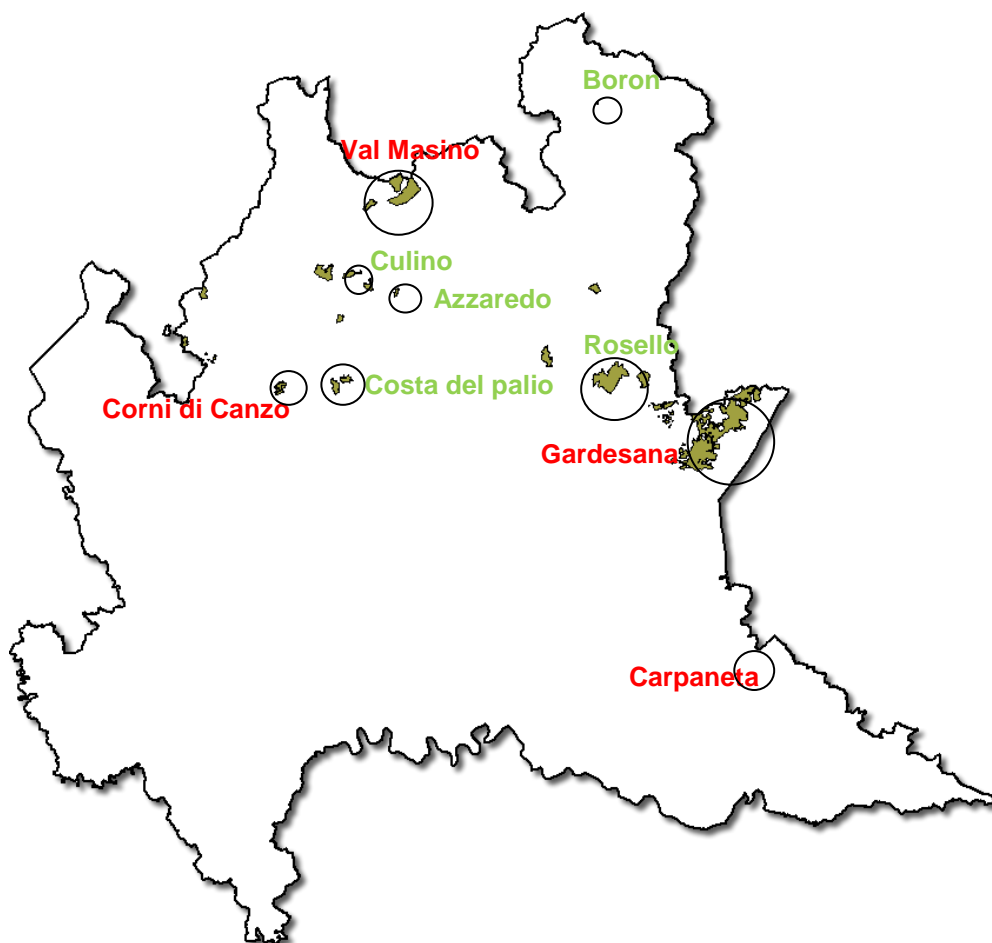 Boron
Val Masino
Culino
Azzaredo
Rosello
Costa del palio
Corni di Canzo
Gardesana
Carpaneta